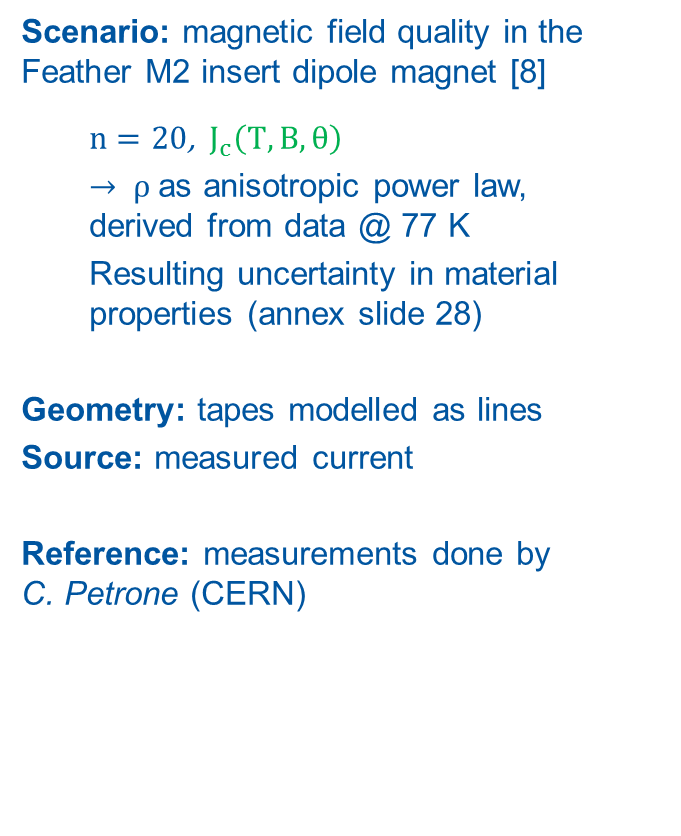 Scenario: magnetic field quality in the
Feather M2 insert dipole magnet [8]
n = 20, J_c(T, B, θ)
→ ρ as anisotropic power law,
derived from data @ 77 K
Resulting uncertainty in material
properties (annex slide 28)
Geometry: tapes modelled as lines
Source: measured current
Reference: measurements done by
C. Petrone (CERN)